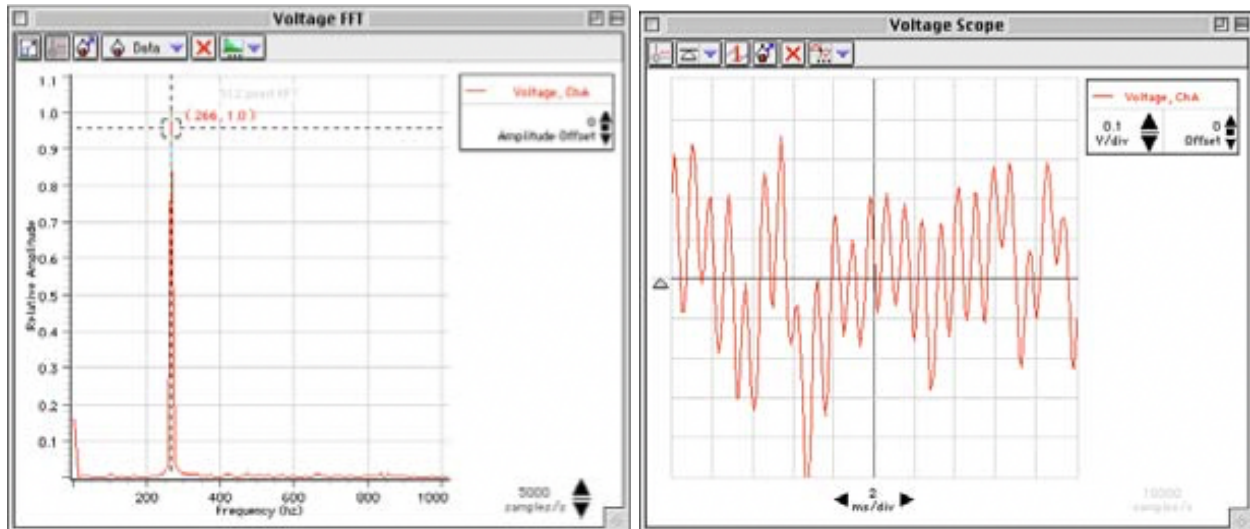 Voltage FFT
Data
1.1
1.0
0.9
0.8
0.7
0.6
0.5
0.4
0.3
0.2
0.1
Relative Amplitude
(266, 1.0)
Voltage, ChA
0
Amplitude Offset
200
400
600
800
1000
Frequency (hz)
5000
samples/s
Voltage Scope
Voltage, ChA
0.1
V/div
0
Offset
2
ms/div
10000
samples/s